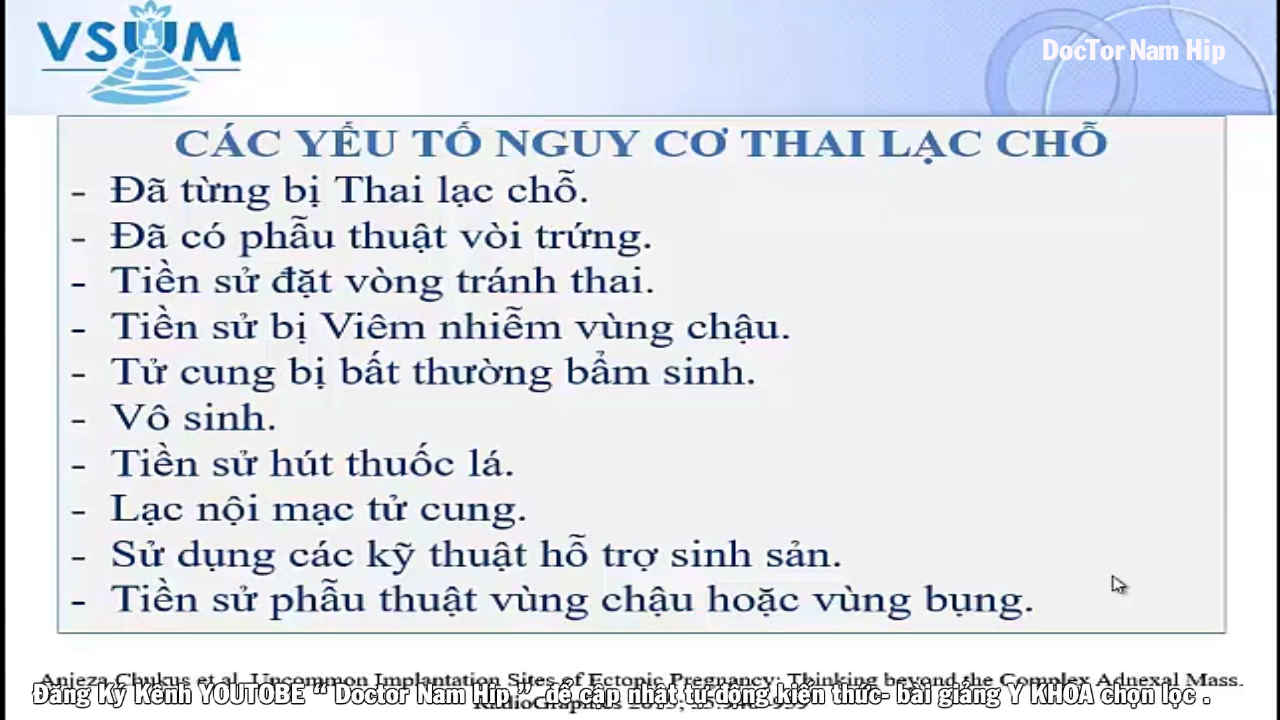 VSUM
DocTor Nam Hip
CÁC YẾU TỐ NGUY CƠ THAI LẠC CHỖ
- Đã từng bị Thai lạc chỗ.
- Đã có phẫu thuật vòi trứng.
- Tiền sử đặt vòng tránh thai.
- Tiền sử bị Viêm nhiễm vùng chậu.
- Tử cung bị bất thường bẩm sinh.
- Vô sinh.
- Tiền sử hút thuốc lá.
- Lạc nội mạc tử cung.
- Sử dụng các kỹ thuật hỗ trợ sinh sản.
- Tiền sử phẫu thuật vùng chậu hoặc vùng bụng.
Anieza Chukus et al. Uncommon Implantation Sites of Ectopic Pregnancy: Thinking beyond the Complex Adnexal Mass.
Đăng Ký Kênh YOUTOBE “ Doctor Nam Hip ” để cập nhật tự động kiến thức- bài giảng Y KHOA chọn lọc .
RadioGraphics